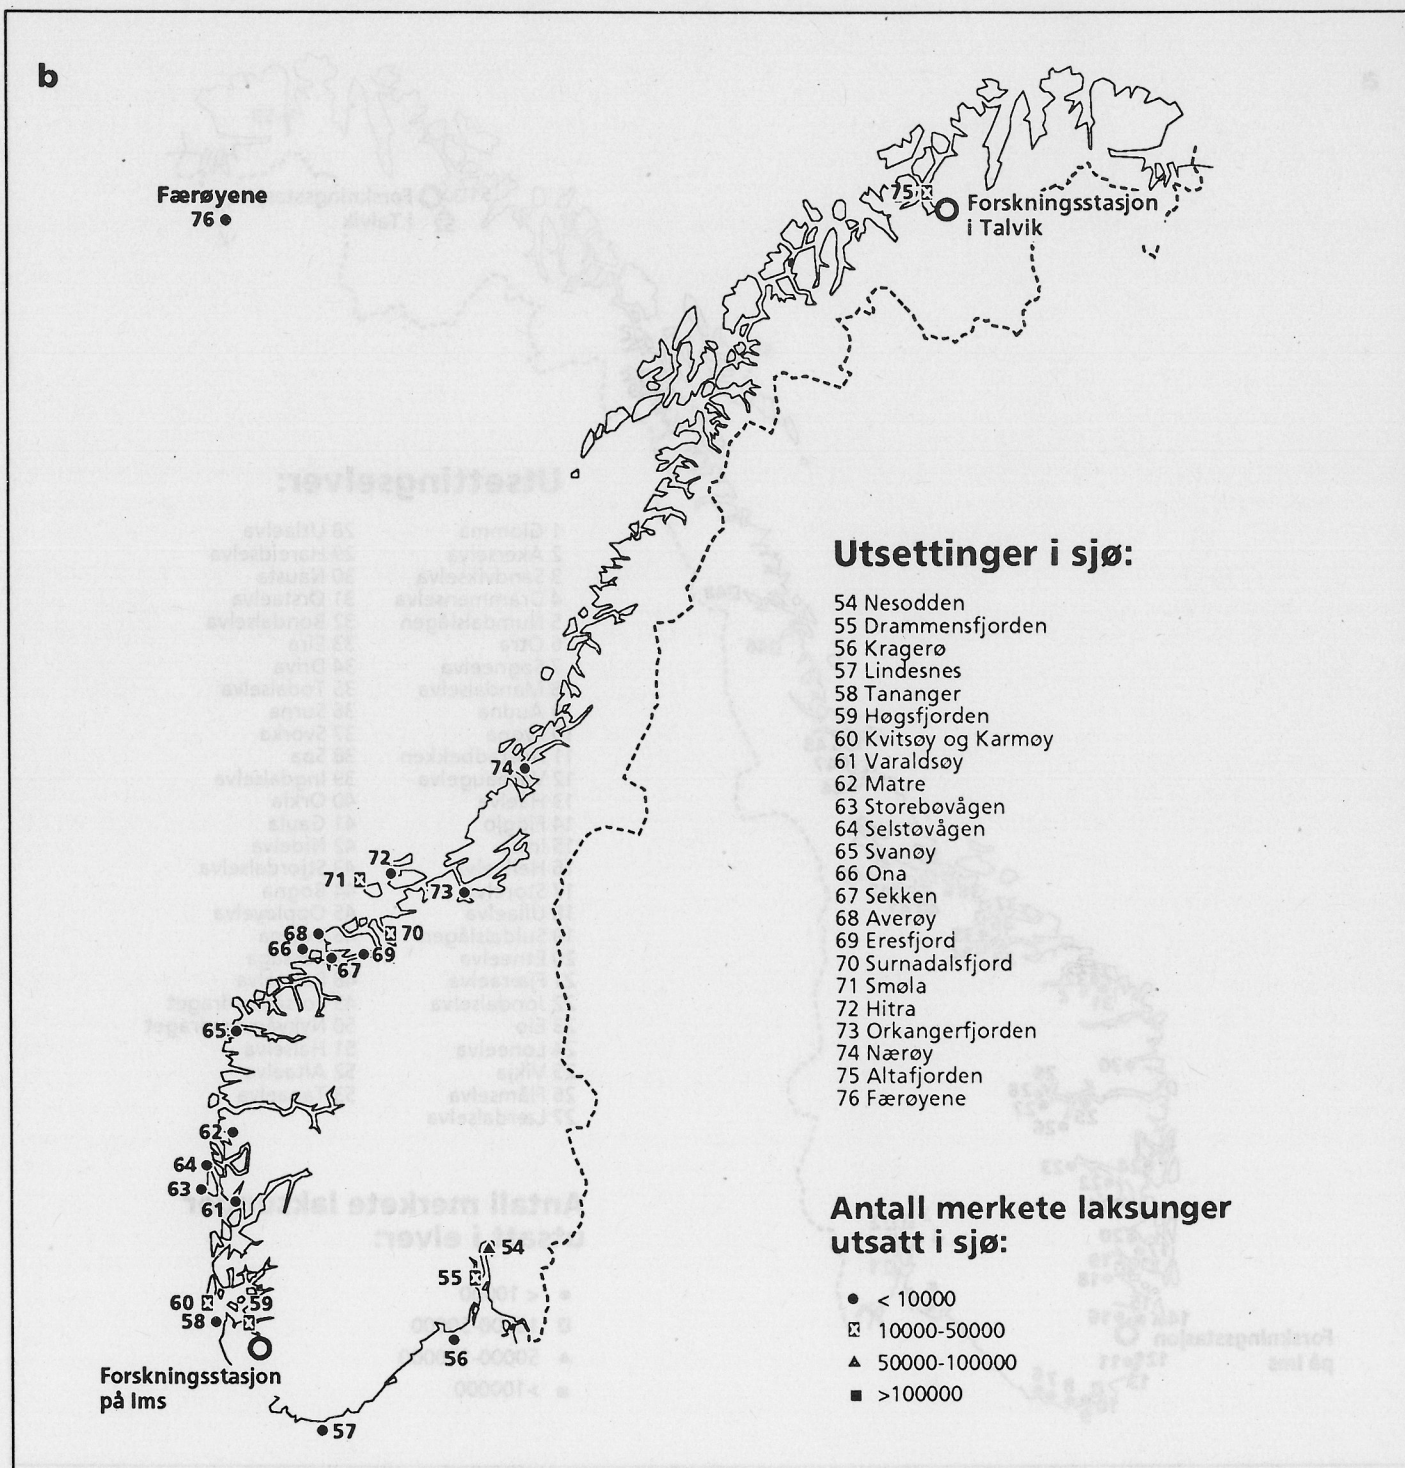 b
Færøyene
76
75
Forskningsstasjon
i Talvik
Utsettinger i sjø:
54 Nesodden
55 Drammensfjorden
56 Kragerø
57 Lindesnes
58 Tananger
59 Høgsfjorden
60 Kvitsøy og Karmøy
61 Varaldsøy
62 Matre
63 Storebøvågen
64 Selstøvågen
65 Svanøy
66 Ona
67 Sekken
68 Averøy
69 Eresfjord
70 Surnadalsfjord
71 Smøla
72 Hitra
73 Orkangerfjorden
74 Nærøy
75 Altafjorden
76 Færøyene
74
72
71
73
68
70
66
69
67
65
62
64
63
61
54
55
60
59
58
56
Forskningsstasjon
på Ims
57
Antall merkete laksunger
utsatt i sjø:
< 10000
10000-50000
50000-100000
>100000